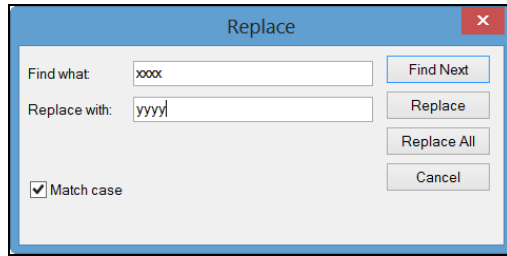 Replace
x
Find what: xxxx
Find Next
Replace with: yyyy
Replace
Replace All
Match case
Cancel